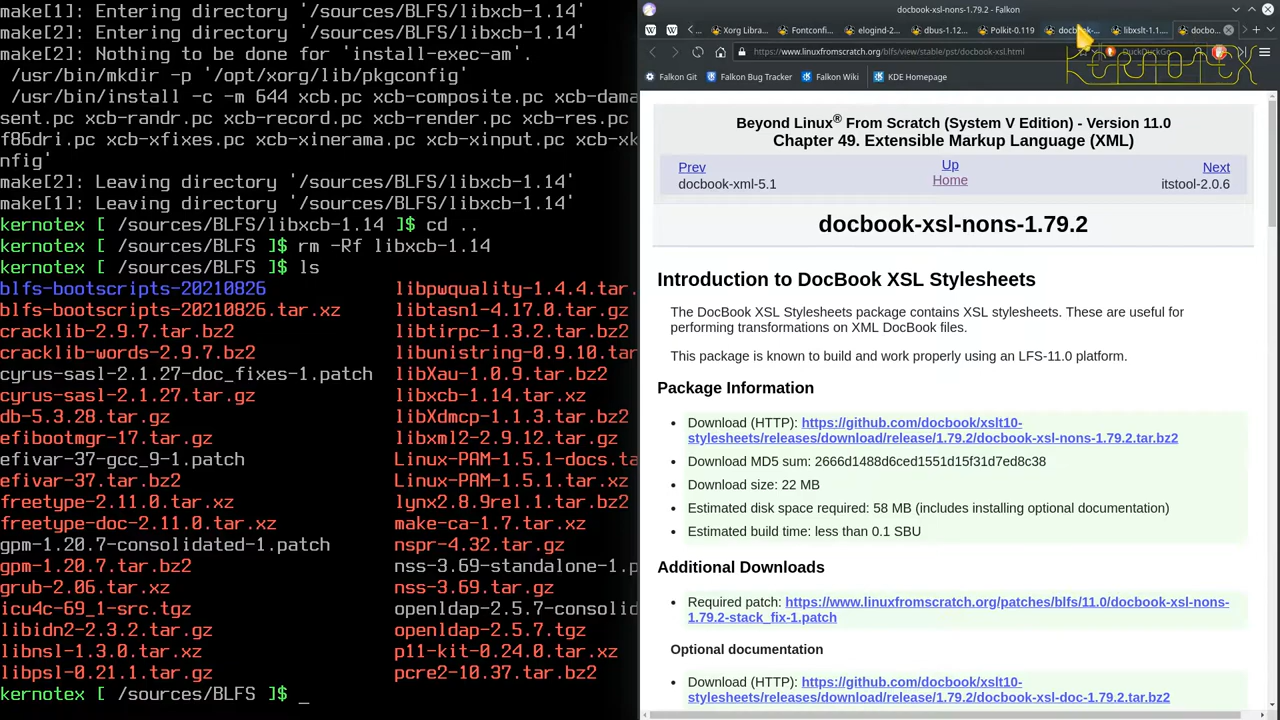 make[1]: Entering directory '/sources/BLFS/libxcb-1.14'
make[2]: Entering directory '/sources/BLFS/libxcb-1.14'
make[2]: Nothing to be done for 'install-exec-am'.
/usr/bin/mkdir -p '/opt/xorg/lib/pkgconfig'
/usr/bin/install -c -m 644 xcb.pc xcb-composite.pc xcb-dama
sent.pc xcb-randr.pc xcb-record.pc xcb-render.pc xcb-res.pc
f86dri.pc xcb-xfixes.pc xcb-xinerama.pc xcb-xinput.pc xcb-xk
nfig'
make[2]: Leaving directory '/sources/BLFS/libxcb-1.14'
make[1]: Leaving directory '/sources/BLFS/libxcb-1.14'
kernotex [ /sources/BLFS/libxcb-1.14 ]$ cd ..
kernotex [ /sources/BLFS ]$ rm -Rf libxcb-1.14
kernotex [ /sources/BLFS ]$ ls
blfs-bootscripts-20210826 libpwquality-1.4.4.tar.
blfs-bootscripts-20210826.tar.xz libtasn1-4.17.0.tar.gz
cracklib-2.9.7.tar.bz2 libtirpc-1.3.2.tar.bz2
cracklib-words-2.9.7.bz2 libunistring-0.9.10.tar
cyrus-sasl-2.1.27-doc_fixes-1.patch libXau-1.0.9.tar.bz2
cyrus-sasl-2.1.27.tar.gz libxcb-1.14.tar.xz
db-5.3.28.tar.gz libXdmcp-1.1.3.tar.bz2
efibootmgr-17.tar.gz libxml2-2.9.12.tar.gz
efivar-37-gcc_9-1.patch Linux-PAM-1.5.1-docs.ta
efivar-37.tar.bz2 Linux-PAM-1.5.1.tar.xz
freetype-2.11.0.tar.xz lynx2.8.9rel.1.tar.bz2
freetype-doc-2.11.0.tar.xz make-ca-1.7.tar.xz
gpm-1.20.7-consolidated-1.patch nspr-4.32.tar.gz
gpm-1.20.7.tar.bz2 nss-3.69-standalone-1.p
grub-2.06.tar.xz nss-3.69.tar.gz
icu4c-69_1-src.tgz openldap-2.5.7-consolid
libidn2-2.3.2.tar.gz openldap-2.5.7.tgz
libnsl-1.3.0.tar.xz p11-kit-0.24.0.tar.xz
libpsl-0.21.1.tar.gz pcre2-10.37.tar.bz2
kernotex [ /sources/BLFS ]$ _
docbook-xsl-nons-1.79.2 - Falkon
Xorg Libra... Fontconfi... elogind-2... dbus-1.12... Polkit-0.119 docbook-... libxslt-1.1... docbo...
https://www.linuxfromscratch.org/blfs/view/stable/pst/docbook-xsl.html DuckDuckGo
Kernotex
Falkon Git Falkon Bug Tracker Falkon Wiki KDE Homepage
Beyond Linux® From Scratch (System V Edition) - Version 11.0
Chapter 49. Extensible Markup Language (XML)
Prev Up Next
docbook-xml-5.1 Home itstool-2.0.6
docbook-xsl-nons-1.79.2
Introduction to DocBook XSL Stylesheets
The DocBook XSL Stylesheets package contains XSL stylesheets. These are useful for
performing transformations on XML DocBook files.
This package is known to build and work properly using an LFS-11.0 platform.
Package Information
• Download (HTTP): https://github.com/docbook/xslt10-
stylesheets/releases/download/release/1.79.2/docbook-xsl-nons-1.79.2.tar.bz2
• Download MD5 sum: 2666d1488d6ced1551d15f31d7ed8c38
• Download size: 22 MB
• Estimated disk space required: 58 MB (includes installing optional documentation)
• Estimated build time: less than 0.1 SBU
Additional Downloads
• Required patch: https://www.linuxfromscratch.org/patches/blfs/11.0/docbook-xsl-nons-
1.79.2-stack_fix-1.patch
Optional documentation
• Download (HTTP): https://github.com/docbook/xslt10-
stylesheets/releases/download/release/1.79.2/docbook-xsl-doc-1.79.2.tar.bz2